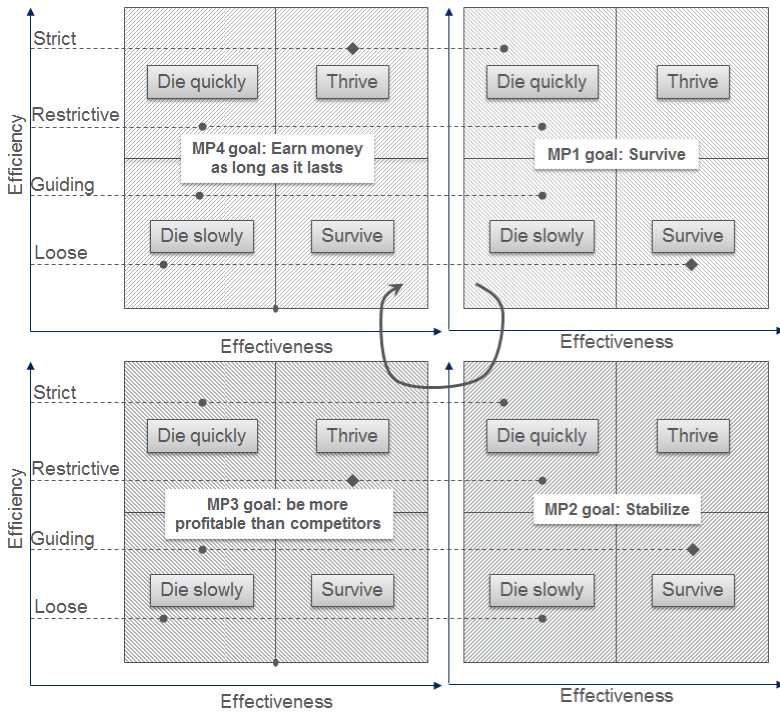 Strict
Die quickly
Thrive
Die quickly
Thrive
Restrictive
MP4 goal: Earn money
as long as it lasts
MP1 goal: Survive
Efficiency
Guiding
Die slowly
Survive
Die slowly
Survive
Loose
Effectiveness
Effectiveness
Strict
Die quickly
Thrive
Die quickly
Thrive
Restrictive
MP3 goal: be more
profitable than competitors
MP2 goal: Stabilize
Efficiency
Guiding
Die slowly
Survive
Die slowly
Survive
Loose
Effectiveness
Effectiveness